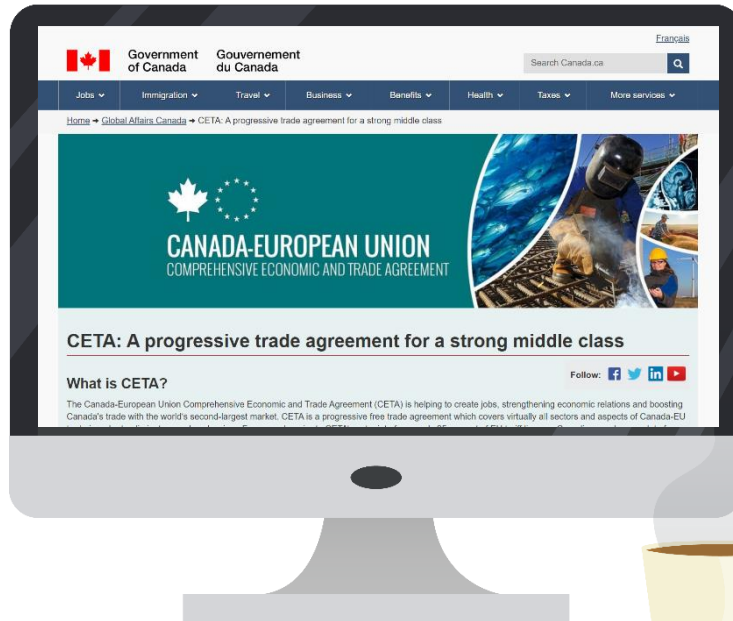 Français
Government of Canada
Gouvernement du Canada
Search Canada.ca
Jobs
Immigration
Travel
Business
Benefits
Health
Taxes
More services
Home → Global Affairs Canada → CETA: A progressive trade agreement for a strong middle class
CANADA-EUROPEAN UNION
COMPREHENSIVE ECONOMIC AND TRADE AGREEMENT
CETA: A progressive trade agreement for a strong middle class
Follow:
What is CETA?
The Canada-European Union Comprehensive Economic and Trade Agreement (CETA) is helping to create jobs, strengthening economic relations and boosting
Canada's trade with the world's second-largest market. CETA is a progressive free trade agreement which covers virtually all sectors and aspects of Canada-EU